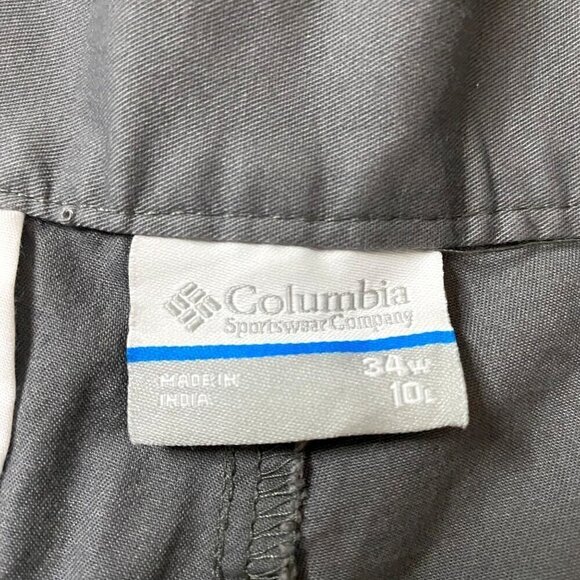 Columbia
Sportswear Company
34W
MADE IN
INDIA
10L